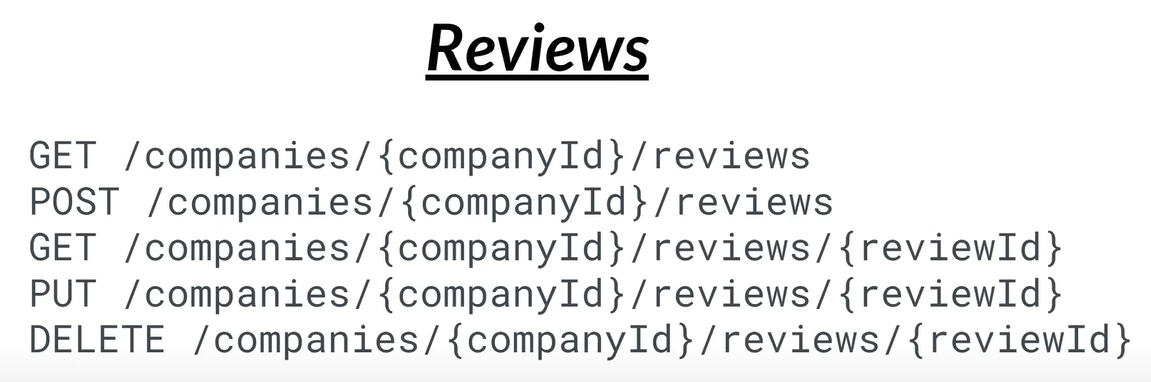 Reviews
GET /companies/{companyId}/reviews
POST /companies/{companyId}/reviews
GET /companies/{companyId}/reviews/{reviewId}
PUT /companies/{companyId}/reviews/{reviewId}
DELETE /companies/{companyId}/reviews/{reviewId}